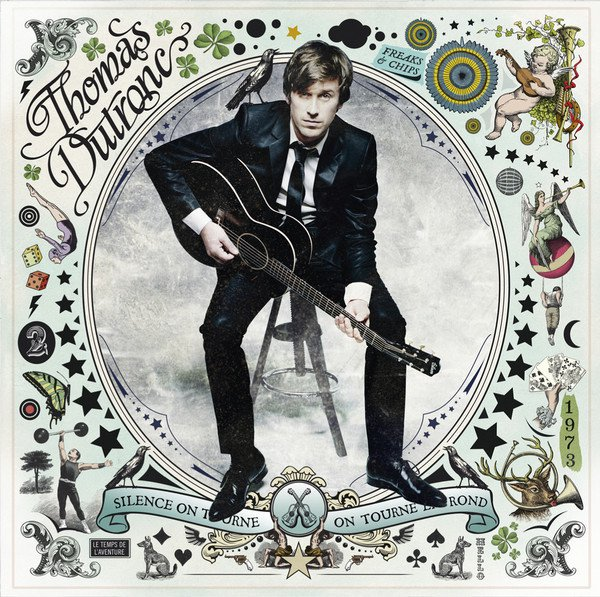 Thomas
Dutronc
FREAKS
& CHIPS
2
1973
SILENCE ON TOURNE
ON TOURNE EN ROND
LE TEMPS DE
L'AVENTURE
HELLO